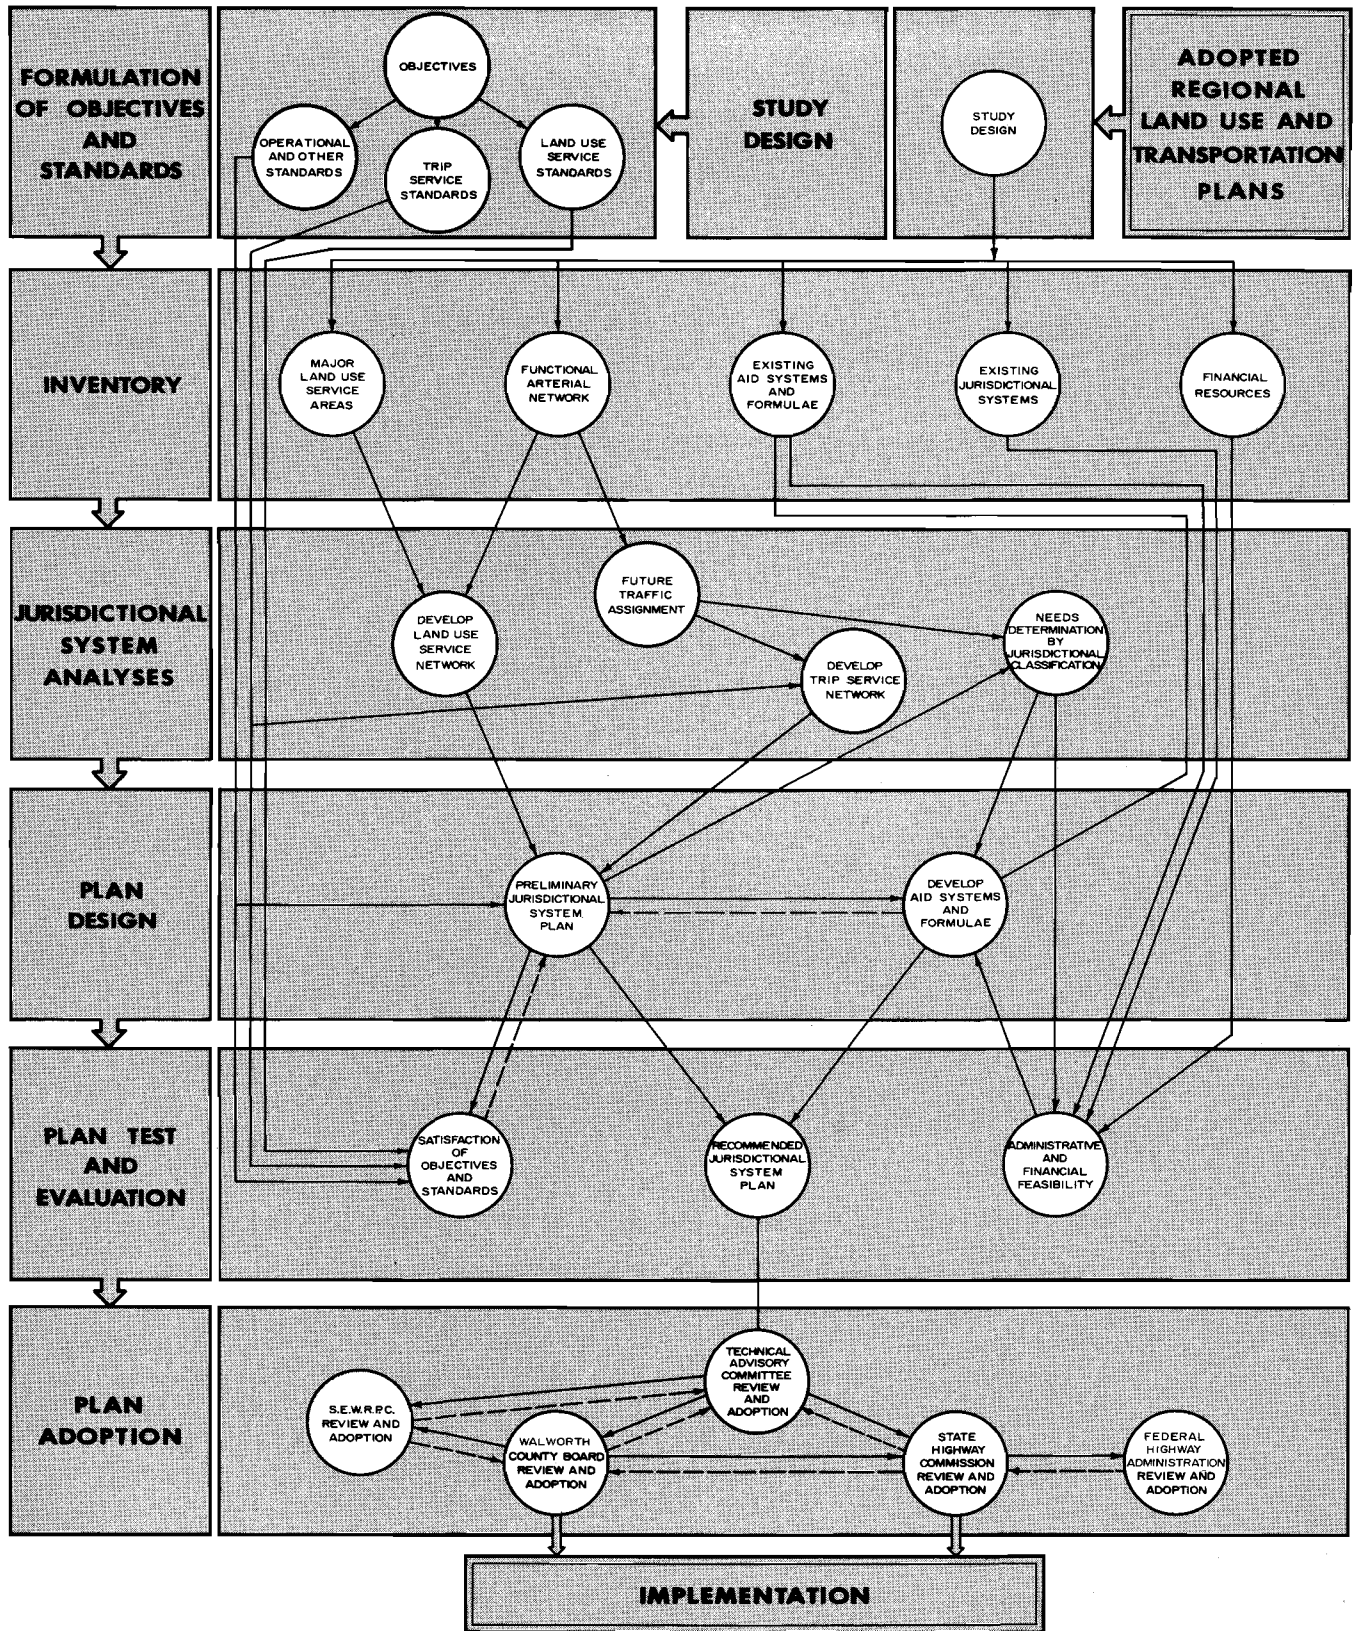 FORMULATION
OF OBJECTIVES
AND
STANDARDS
OBJECTIVES
OPERATIONAL
AND OTHER
STANDARDS
TRIP
SERVICE
STANDARDS
LAND USE
SERVICE
STANDARDS
STUDY
DESIGN
STUDY
DESIGN
ADOPTED
REGIONAL
LAND USE AND
TRANSPORTATION
PLANS
INVENTORY
MAJOR
LAND USE
SERVICE
AREAS
FUNCTIONAL
ARTERIAL
NETWORK
EXISTING
AID SYSTEMS
AND
FORMULAE
EXISTING
JURISDICTIONAL
SYSTEMS
FINANCIAL
RESOURCES
JURISDICTIONAL
SYSTEM
ANALYSES
DEVELOP
LAND USE
SERVICE
NETWORK
FUTURE
TRAFFIC
ASSIGNMENT
DEVELOP
TRIP SERVICE
NETWORK
NEEDS
DETERMINATION
BY
JURISDICTIONAL
CLASSIFICATION
PLAN
DESIGN
PRELIMINARY
JURISDICTIONAL
SYSTEM
PLAN
DEVELOP
AID SYSTEMS
AND
FORMULAE
PLAN TEST
AND
EVALUATION
SATISFACTION
OF
OBJECTIVES
AND
STANDARDS
RECOMMENDED
JURISDICTIONAL
SYSTEM
PLAN
ADMINISTRATIVE
AND
FINANCIAL
FEASIBILITY
PLAN
ADOPTION
S.E.W.R.P.C.
REVIEW AND
ADOPTION
WALWORTH
COUNTY BOARD
REVIEW AND
ADOPTION
TECHNICAL
ADVISORY
COMMITTEE
REVIEW
AND
ADOPTION
STATE
HIGHWAY
COMMISSION
REVIEW AND
ADOPTION
FEDERAL
HIGHWAY
ADMINISTRATION
REVIEW AND
ADOPTION
IMPLEMENTATION